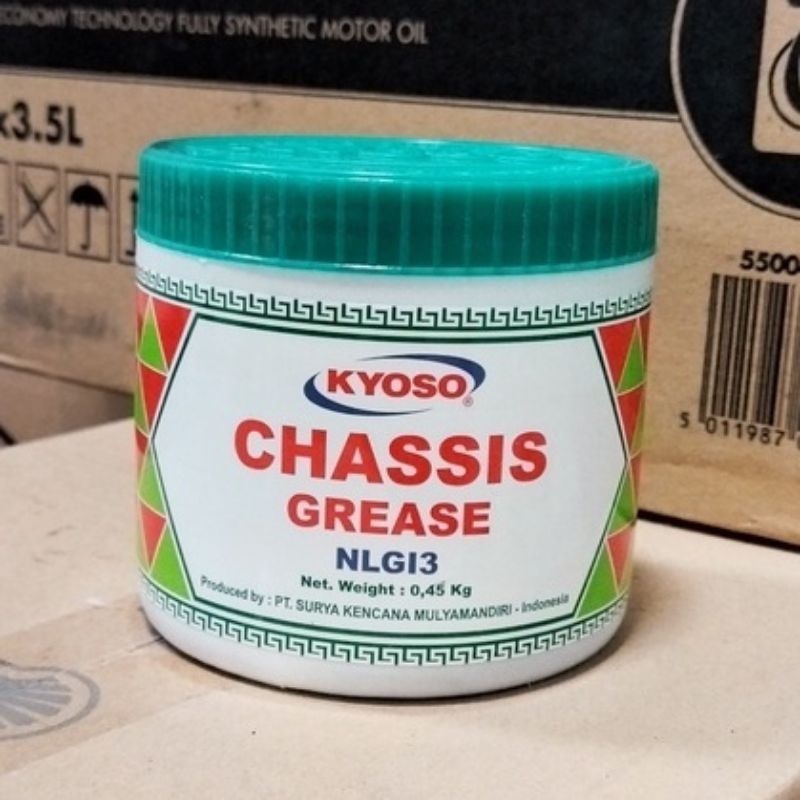 ECONOMY TECHNOLOGY FULLY SYNTHETIC MOTOR OIL
x3.5L
5500
5 011987
KYOSO®
CHASSIS
GREASE
NLGI3
Net. Weight : 0,45 Kg
Produced by : PT. SURYA KENCANA MULYAMANDIRI - Indonesia